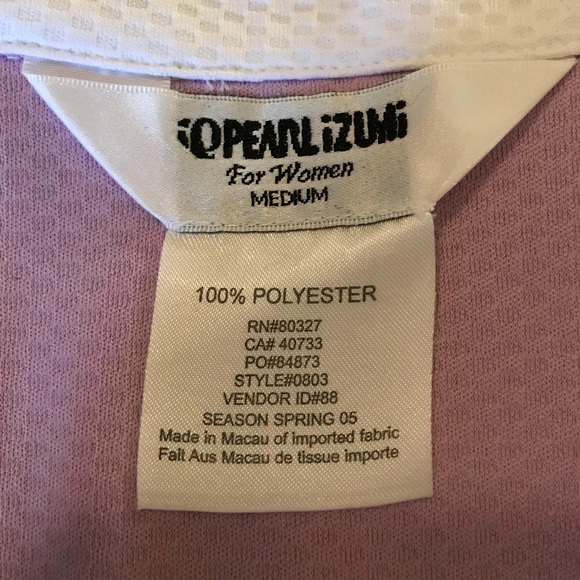 PEARL iZUMi
For Women
MEDIUM
100% POLYESTER
RN#80327
CA# 40733
PO#84873
STYLE#0803
VENDOR ID#88
SEASON SPRING 05
Made in Macau of imported fabric
Fait Aus Macau de tissue importe